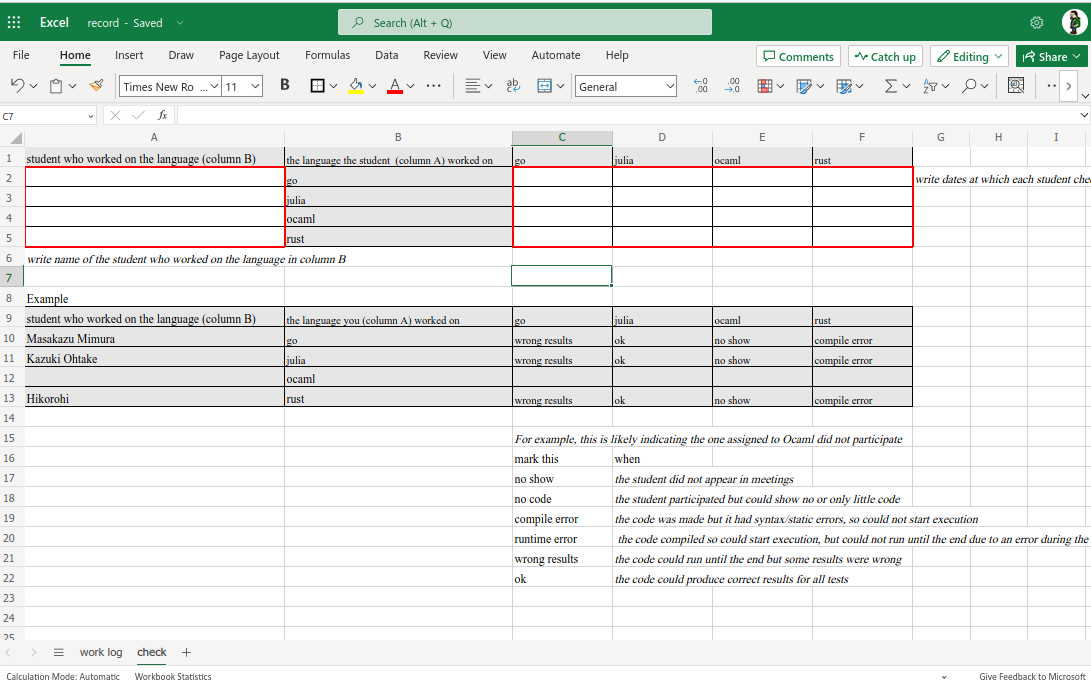 Excel record - Saved Search (Alt + Q)
File Home Insert Draw Page Layout Formulas Data Review View Automate Help Comments Catch up Editing Share
Times New Ro ... 11 B A ab General .00 .00
C7 fx
A B C D E F G H I
1 student who worked on the language (column B) the language the student (column A) worked on go julia ocaml rust
2 go write dates at which each student che
3 julia
4 ocaml
5 rust
6 write name of the student who worked on the language in column B
7
8 Example
9 student who worked on the language (column B) the language you (column A) worked on go julia ocaml rust
10 Masakazu Mimura go wrong results ok no show compile error
11 Kazuki Ohtake julia wrong results ok no show compile error
12 ocaml
13 Hikorohi rust wrong results ok no show compile error
14
15 For example, this is likely indicating the one assigned to Ocaml did not participate
16 mark this when
17 no show the student did not appear in meetings
18 no code the student participated but could show no or only little code
19 compile error the code was made but it had syntax/static errors, so could not start execution
20 runtime error the code compiled so could start execution, but could not run until the end due to an error during the
21 wrong results the code could run until the end but some results were wrong
22 ok the code could produce correct results for all tests
23
24
25
work log check +
Calculation Mode: Automatic Workbook Statistics Give Feedback to Microsoft